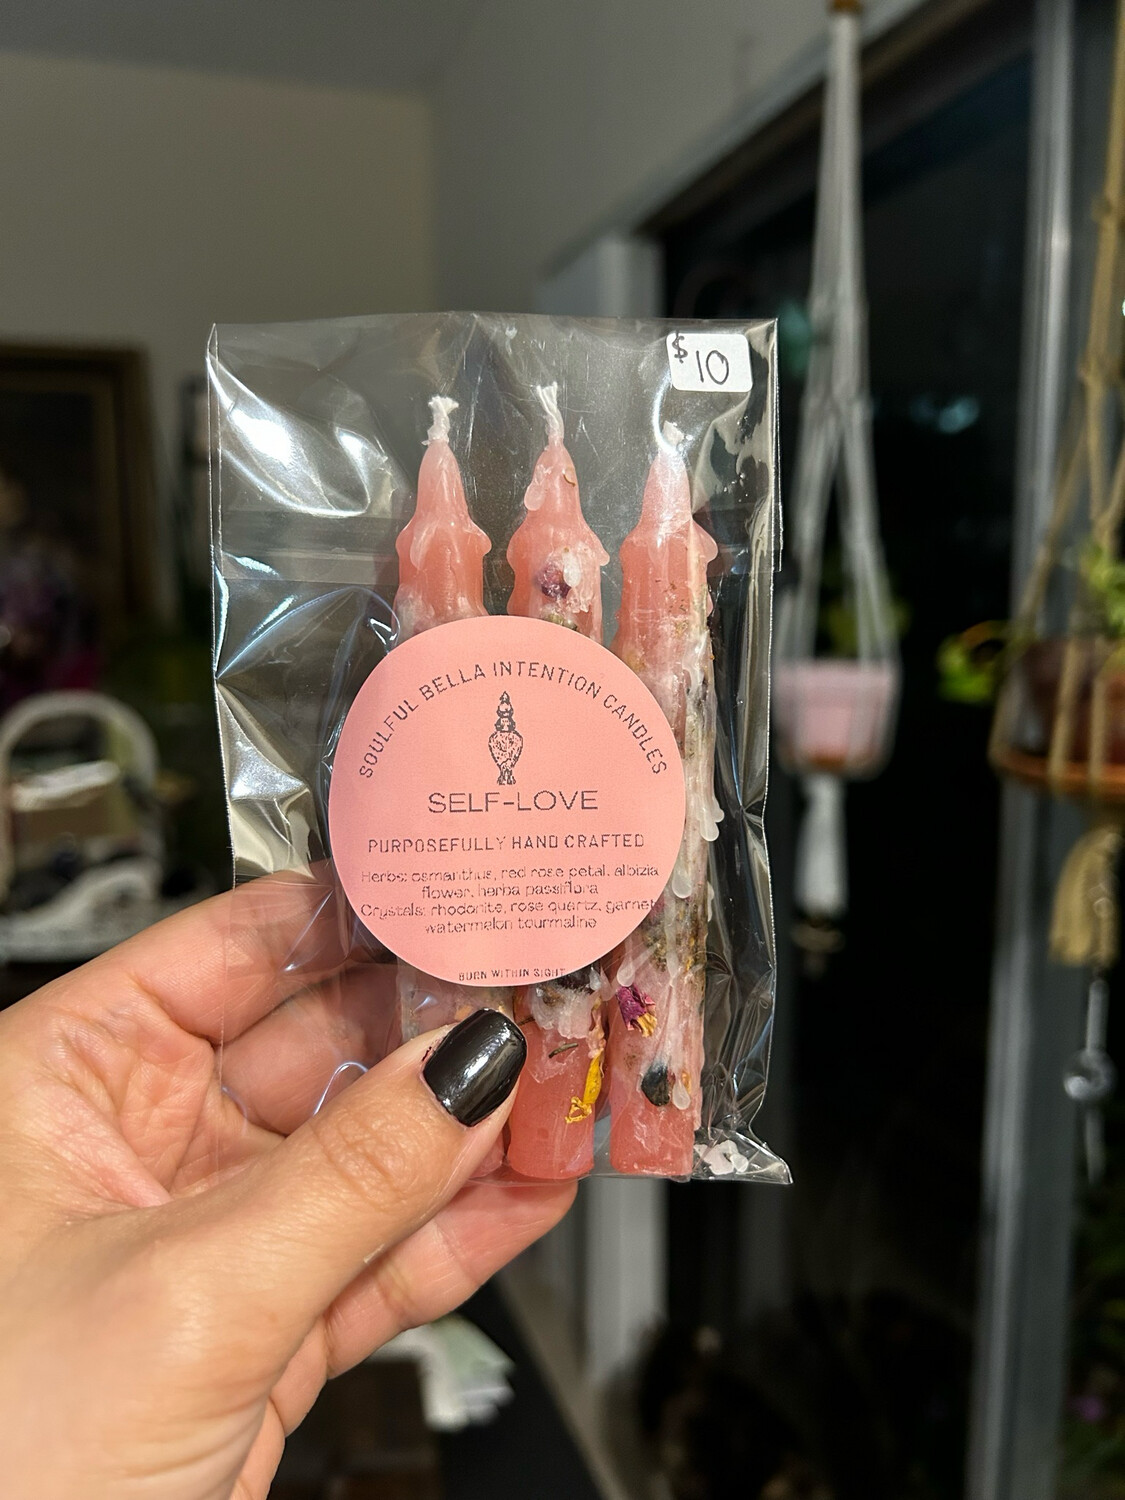 $10
SOULFUL BELLA INTENTION CANDLES
SELF-LOVE
PURPOSEFULLY HAND CRAFTED
Herbs: osmanthus, red rose petal, albizia
flower, herba passiflora
Crystals: rhodonite, rose quartz, garnet
watermelon tourmaline
BURN WITHIN SIGHT